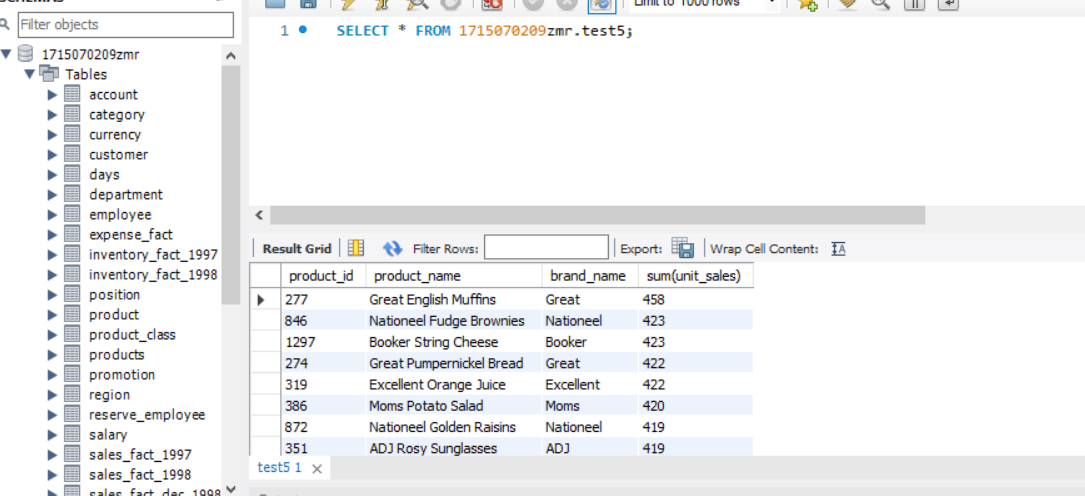 SCHEMAS
Limit to 1000 rows
Filter objects
1 SELECT * FROM 1715070209zmr.test5;
1715070209zmr
Tables
account
category
currency
customer
days
department
employee
expense_fact
inventory_fact_1997
inventory_fact_1998
position
product
product_class
products
promotion
region
reserve_employee
salary
sales_fact_1997
sales_fact_1998
sales_fact_dec_1998
Result Grid Filter Rows: Export: Wrap Cell Content:
product_id product_name brand_name sum(unit_sales)
277 Great English Muffins Great 458
846 Nationeel Fudge Brownies Nationeel 423
1297 Booker String Cheese Booker 423
274 Great Pumpernickel Bread Great 422
319 Excellent Orange Juice Excellent 422
386 Moms Potato Salad Moms 420
872 Nationeel Golden Raisins Nationeel 419
351 ADJ Rosy Sunglasses ADJ 419
test5 1